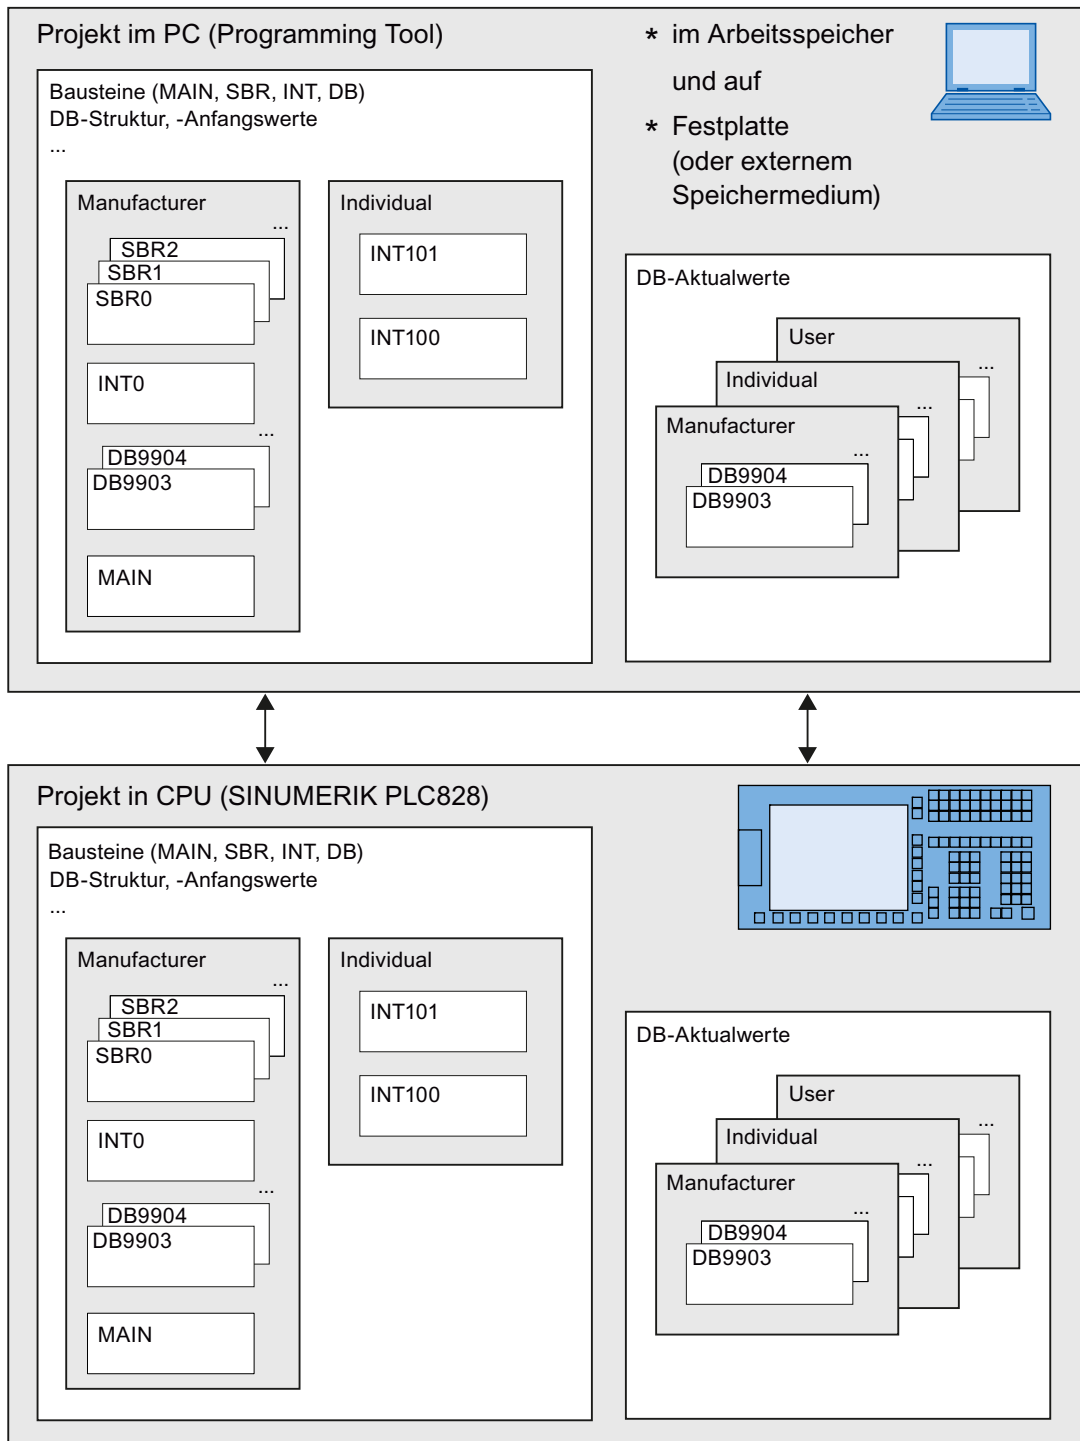 Projekt im PC (Programming Tool)
* im Arbeitsspeicher
und auf
* Festplatte
(oder externem
Speichermedium)
Bausteine (MAIN, SBR, INT, DB)
DB-Struktur, -Anfangswerte
...
Manufacturer
...
SBR2
SBR1
SBR0
INT0
...
DB9904
DB9903
MAIN
Individual
INT101
INT100
DB-Aktualwerte
User
...
Individual
...
Manufacturer
...
DB9904
DB9903
Projekt in CPU (SINUMERIK PLC828)
Bausteine (MAIN, SBR, INT, DB)
DB-Struktur, -Anfangswerte
...
Manufacturer
...
SBR2
SBR1
SBR0
INT0
...
DB9904
DB9903
MAIN
Individual
INT101
INT100
DB-Aktualwerte
User
...
Individual
...
Manufacturer
...
DB9904
DB9903